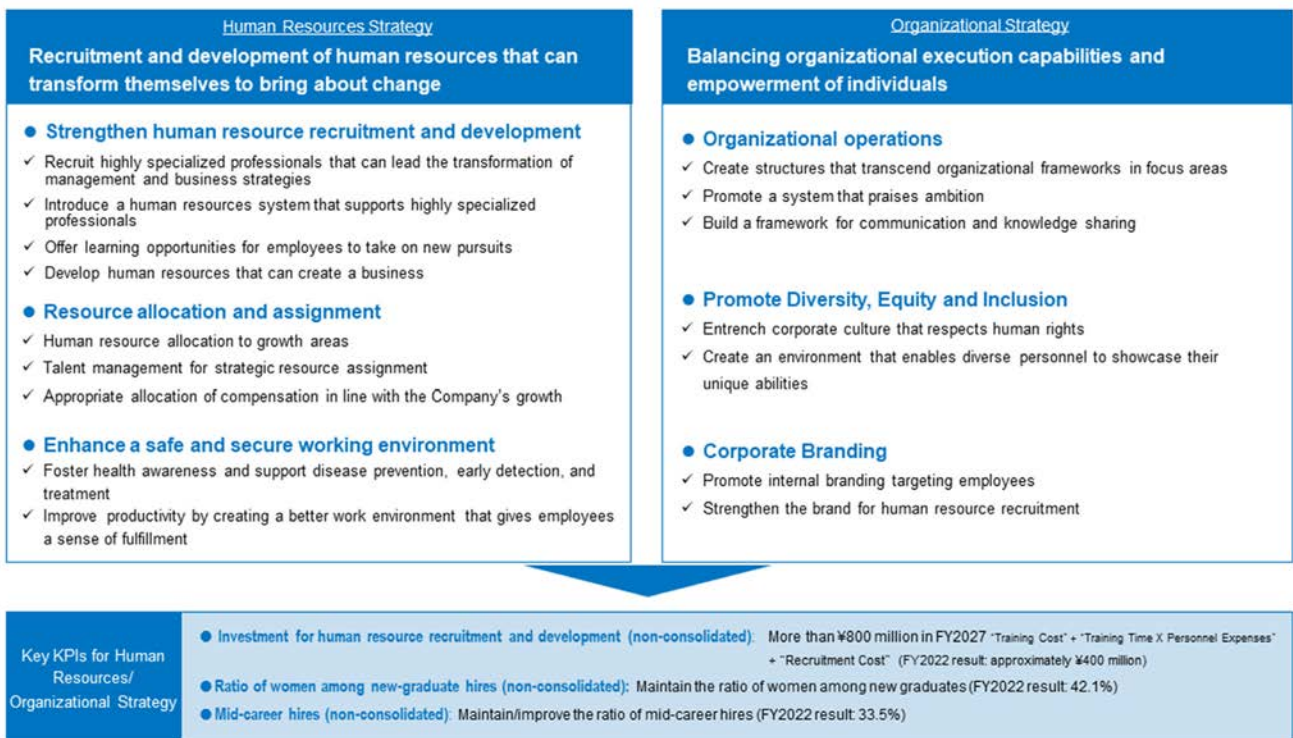 Human Resources Strategy
Recruitment and development of human resources that can
transform themselves to bring about change
● Strengthen human resource recruitment and development
✓ Recruit highly specialized professionals that can lead the transformation of
management and business strategies
✓ Introduce a human resources system that supports highly specialized
professionals
✓ Offer learning opportunities for employees to take on new pursuits
✓ Develop human resources that can create a business
● Resource allocation and assignment
✓ Human resource allocation to growth areas
✓ Talent management for strategic resource assignment
✓ Appropriate allocation of compensation in line with the Company's growth
● Enhance a safe and secure working environment
✓ Foster health awareness and support disease prevention, early detection, and
treatment
✓ Improve productivity by creating a better work environment that gives employees
a sense of fulfillment
Organizational Strategy
Balancing organizational execution capabilities and
empowerment of individuals
● Organizational operations
✓ Create structures that transcend organizational frameworks in focus areas
✓ Promote a system that praises ambition
✓ Build a framework for communication and knowledge sharing
● Promote Diversity, Equity and Inclusion
✓ Entrench corporate culture that respects human rights
✓ Create an environment that enables diverse personnel to showcase their
unique abilities
● Corporate Branding
✓ Promote internal branding targeting employees
✓ Strengthen the brand for human resource recruitment
Key KPIs for Human
Resources/
Organizational Strategy
● Investment for human resource recruitment and development (non-consolidated): More than ¥800 million in FY2027 "Training Cost" + "Training Time X Personnel Expenses"
+ "Recruitment Cost" (FY2022 result: approximately ¥400 million)
● Ratio of women among new-graduate hires (non-consolidated): Maintain the ratio of women among new graduates (FY2022 result: 42.1%)
● Mid-career hires (non-consolidated): Maintain/improve the ratio of mid-career hires (FY2022 result: 33.5%)